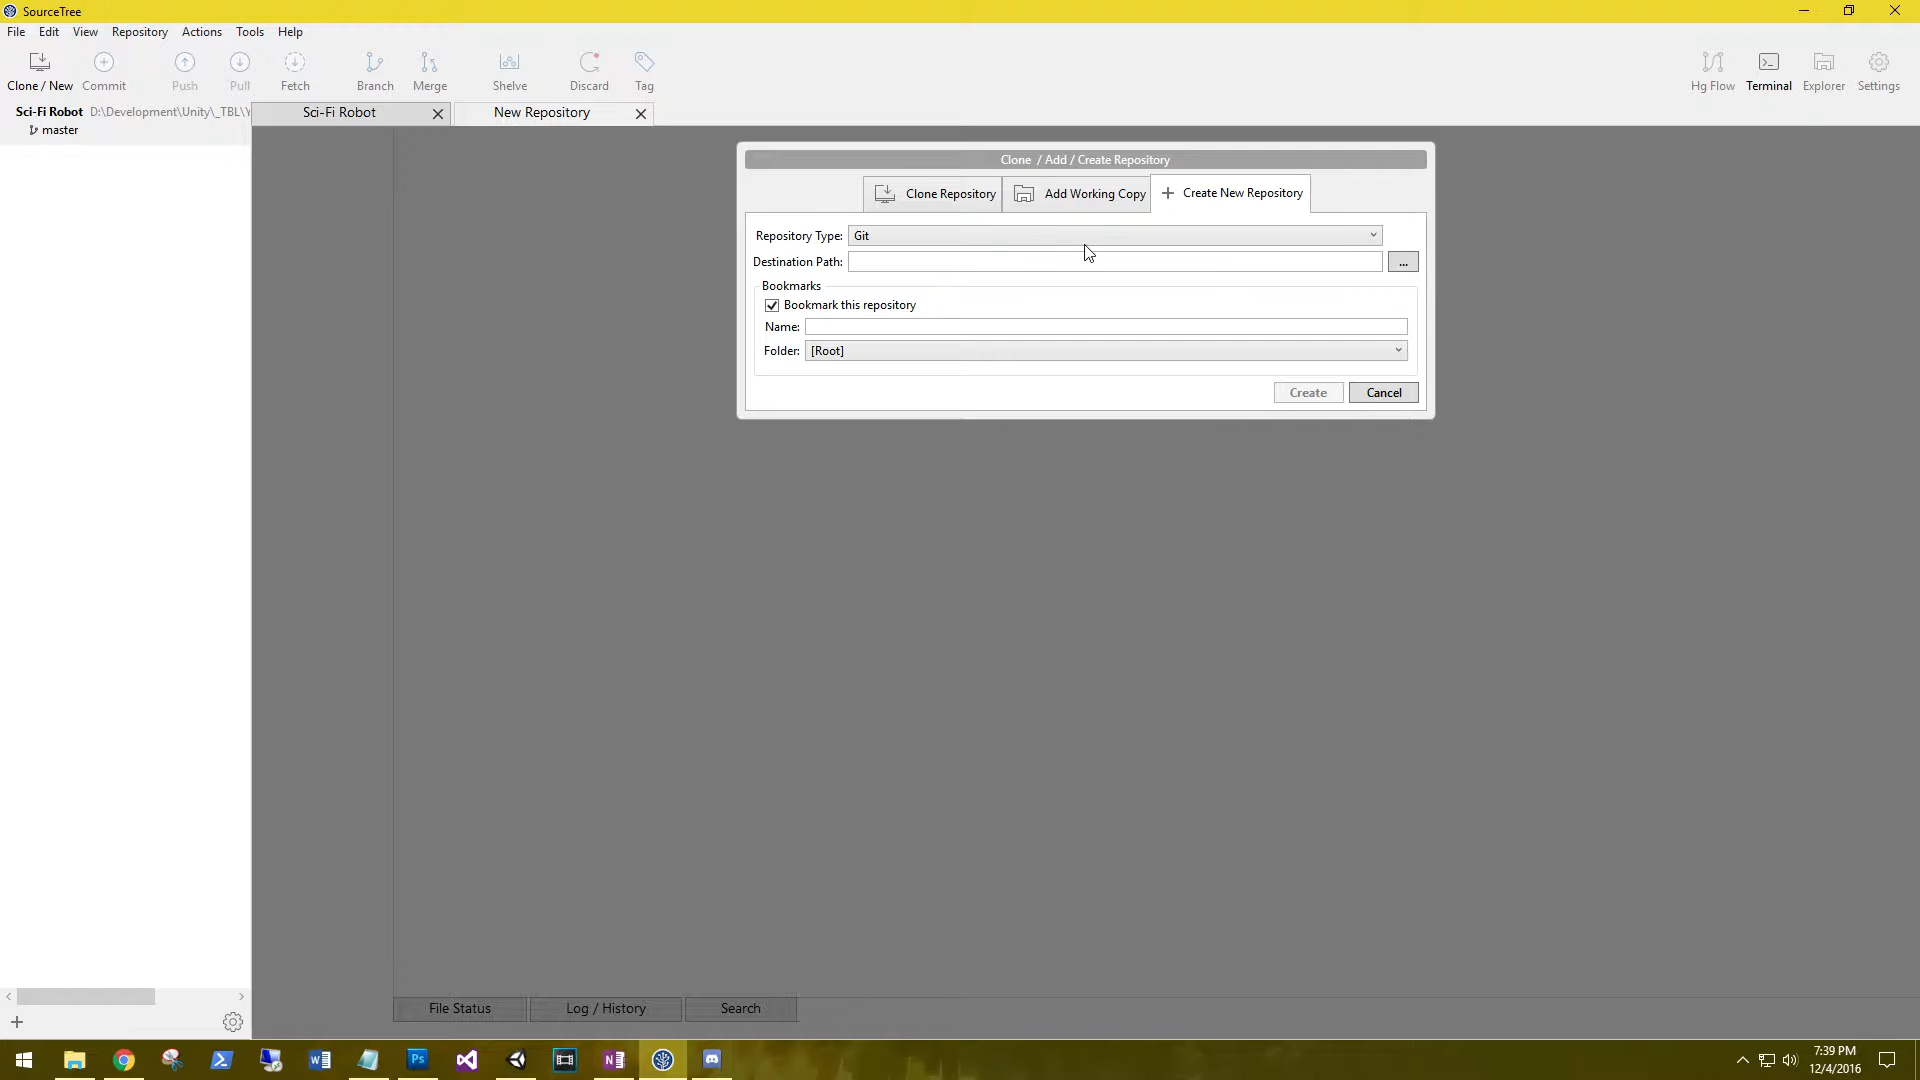 SourceTree
File Edit View Repository Actions Tools Help
Clone / New Commit Push Pull Fetch Branch Merge Shelve Discard Tag Hg Flow Terminal Explorer Settings
Sci-Fi Robot D:\Development\Unity\_TBL\Y
master
Sci-Fi Robot New Repository
Clone / Add / Create Repository
Clone Repository Add Working Copy Create New Repository
Repository Type: Git
Destination Path: ...
Bookmarks
Bookmark this repository
Name:
Folder: [Root]
Create Cancel
File Status Log / History Search
7:39 PM
12/4/2016